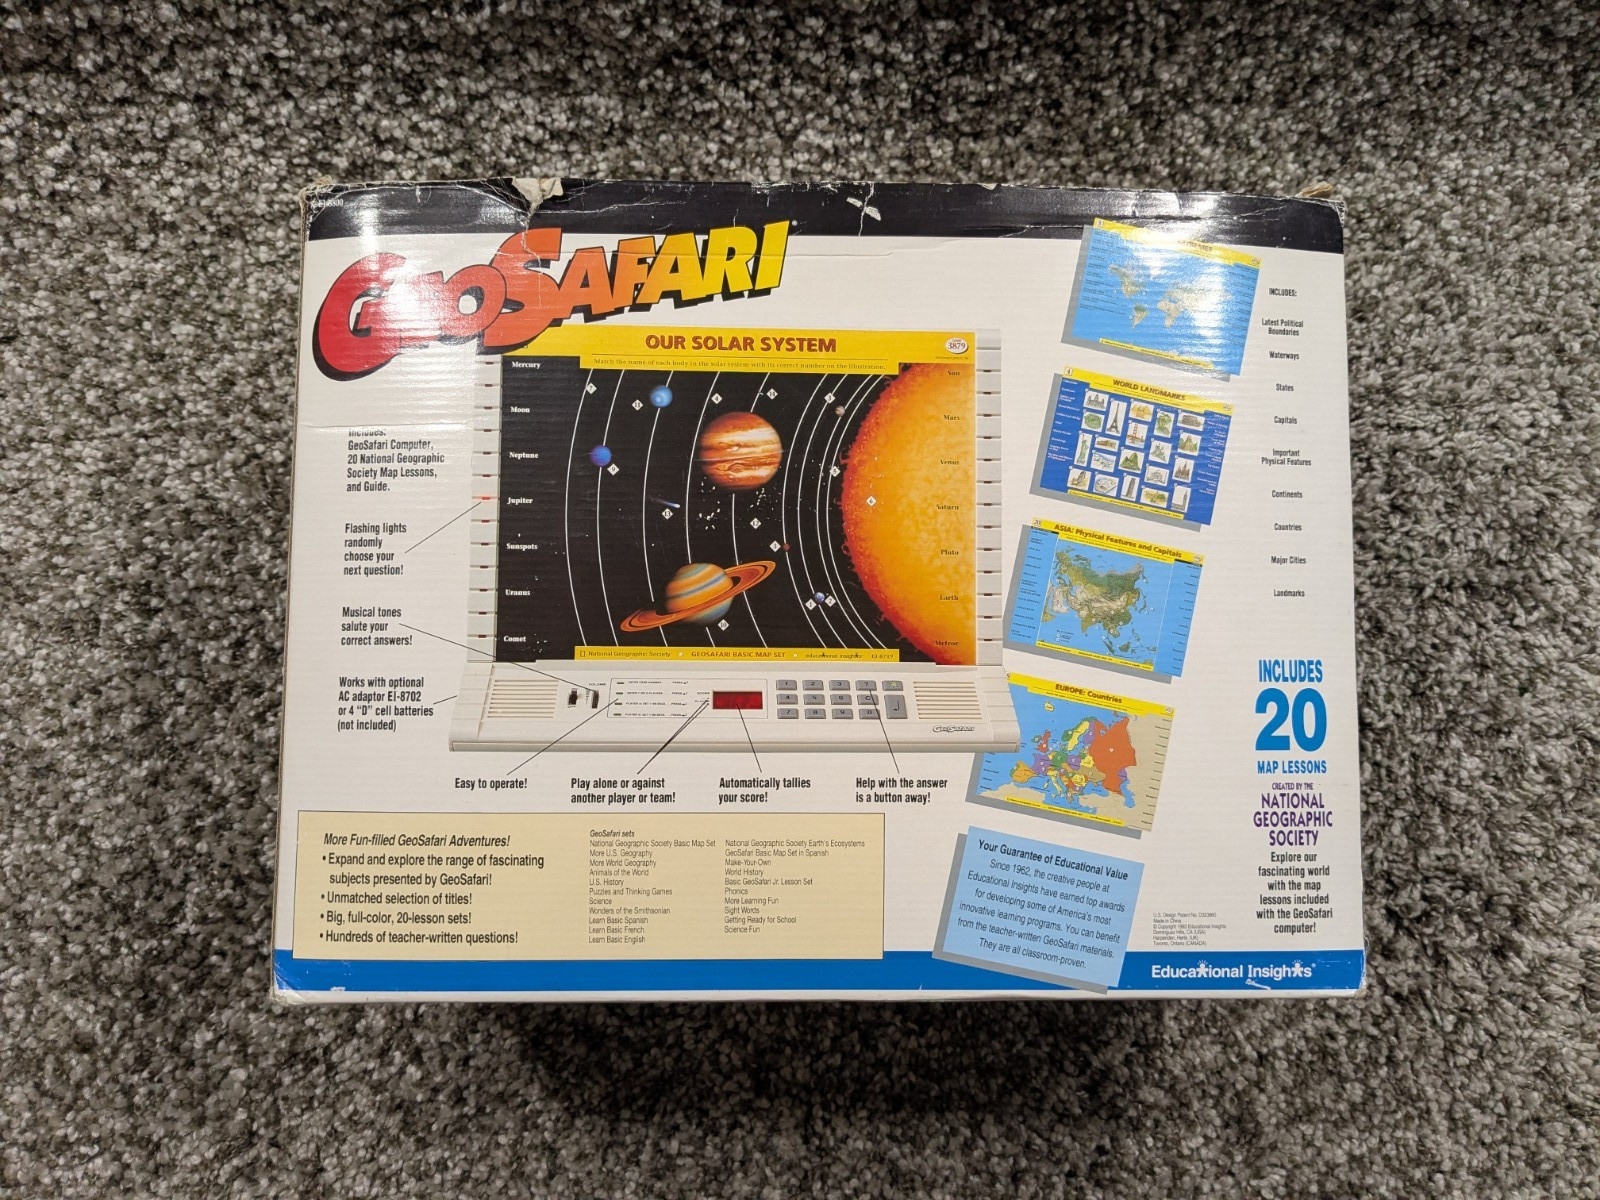 GEOSAFARI
OUR SOLAR SYSTEM
3879
Match the name of each body in the solar system with its correct number on the illustration.
Mercury
Moon
Neptune
Jupiter
Sunspots
Uranus
Comet
Sun
Mars
Venus
Saturn
Pluto
Earth
Meteor
National Geographic Society
GEOSAFARI BASIC MAP SET
educational insights
EI-8717
Includes:
GeoSafari Computer,
20 National Geographic
Society Map Lessons,
and Guide.
Flashing lights
randomly
choose your
next question!
Musical tones
salute your
correct answers!
Works with optional
AC adaptor EI-8702
or 4 "D" cell batteries
(not included)
VOLUME
SCORE
GEOSAFARI
Easy to operate!
Play alone or against
another player or team!
Automatically tallies
your score!
Help with the answer
is a button away!
WORLD LANDMARKS
ASIA: Physical Features and Capitals
EUROPE: Countries
INCLUDES:
Latest Political
Boundaries
Waterways
States
Capitals
Important
Physical Features
Continents
Countries
Major Cities
Landmarks
INCLUDES
20
MAP LESSONS
CREATED BY THE
NATIONAL
GEOGRAPHIC
SOCIETY
Explore our
fascinating world
with the map
lessons included
with the GeoSafari
computer!
More Fun-filled GeoSafari Adventures!
• Expand and explore the range of fascinating
subjects presented by GeoSafari!
• Unmatched selection of titles!
• Big, full-color, 20-lesson sets!
• Hundreds of teacher-written questions!
GeoSafari sets
National Geographic Society Basic Map Set
More U.S. Geography
More World Geography
Animals of the World
U.S. History
Puzzles and Thinking Games
Science
Wonders of the Smithsonian
Learn Basic Spanish
Learn Basic French
Learn Basic English
National Geographic Society Earth's Ecosystems
GeoSafari Basic Map Set in Spanish
Make-Your-Own
World History
Basic GeoSafari Jr. Lesson Set
Phonics
More Learning Fun
Sight Words
Getting Ready for School
Science Fun
Your Guarantee of Educational Value
Since 1962, the creative people at
Educational Insights have earned top awards
for developing some of America's most
innovative learning programs. You can benefit
from the teacher-written GeoSafari materials.
They are all classroom-proven.
Made in China
Dominguez Hills, CA (USA)
Toronto, Ontario (CANADA)
Educational Insights®